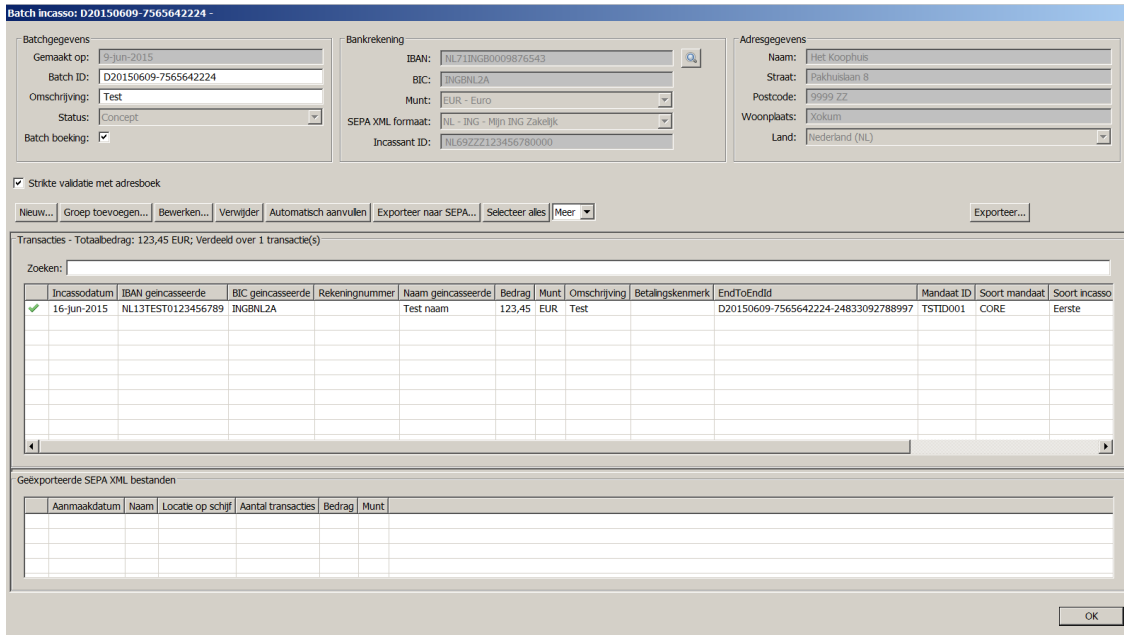 Batch incasso: D20150609-7565642224 -
Batchgegevens
Gemaakt op: 9-jun-2015
Batch ID: D20150609-7565642224
Omschrijving: Test
Status: Concept
Batch boeking:
Bankrekening
IBAN: NL71INGB0009876543
BIC: INGBNL2A
Munt: EUR - Euro
SEPA XML formaat: NL - ING - Mijn ING Zakelijk
Incassant ID: NL69ZZZ123456780000
Adresgegevens
Naam: Het Koophuis
Straat: Pakhuislaan 8
Postcode: 9999 ZZ
Woonplaats: Xokum
Land: Nederland (NL)
Strikte validatie met adresboek
Nieuw... Groep toevoegen... Bewerken... Verwijder Automatisch aanvullen Exporteer naar SEPA... Selecteer alles Meer Exporteer...
Transacties - Totaalbedrag: 123,45 EUR; Verdeeld over 1 transactie(s)
Zoeken:
Incassodatum IBAN geincasseerde BIC geincasseerde Rekeningnummer Naam geincasseerde Bedrag Munt Omschrijving Betalingskenmerk EndToEndId Mandaat ID Soort mandaat Soort incasso
16-jun-2015 NL13TEST0123456789 INGBNL2A Test naam 123,45 EUR Test D20150609-7565642224-24833092788997 TSTID001 CORE Eerste
Geëxporteerde SEPA XML bestanden
Aanmaakdatum Naam Locatie op schijf Aantal transacties Bedrag Munt
OK